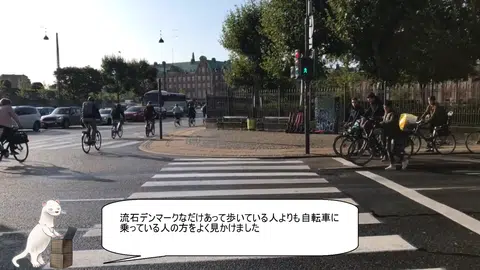 流石デンマークなだけあって歩いている人よりも自転車に
乗っている人の方をよく見かけました